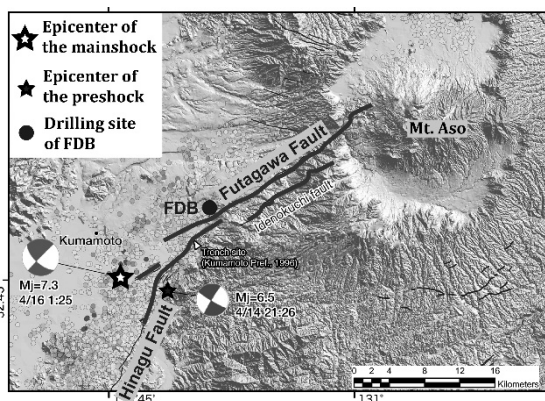 Epicenter of
the mainshock
Epicenter of
the preshock
Drilling site
of FDB
Mt. Aso
Futagawa Fault
Idenokuchi fault
FDB
Kumamoto
Trench site
(Kumamoto Pref., 1996)
Mj=7.3
4/16 1:25
Mj=6.5
4/14 21:26
Hinagu Fault
32°45'
45'
131°
0 2 4 8 12 16
Kilometers